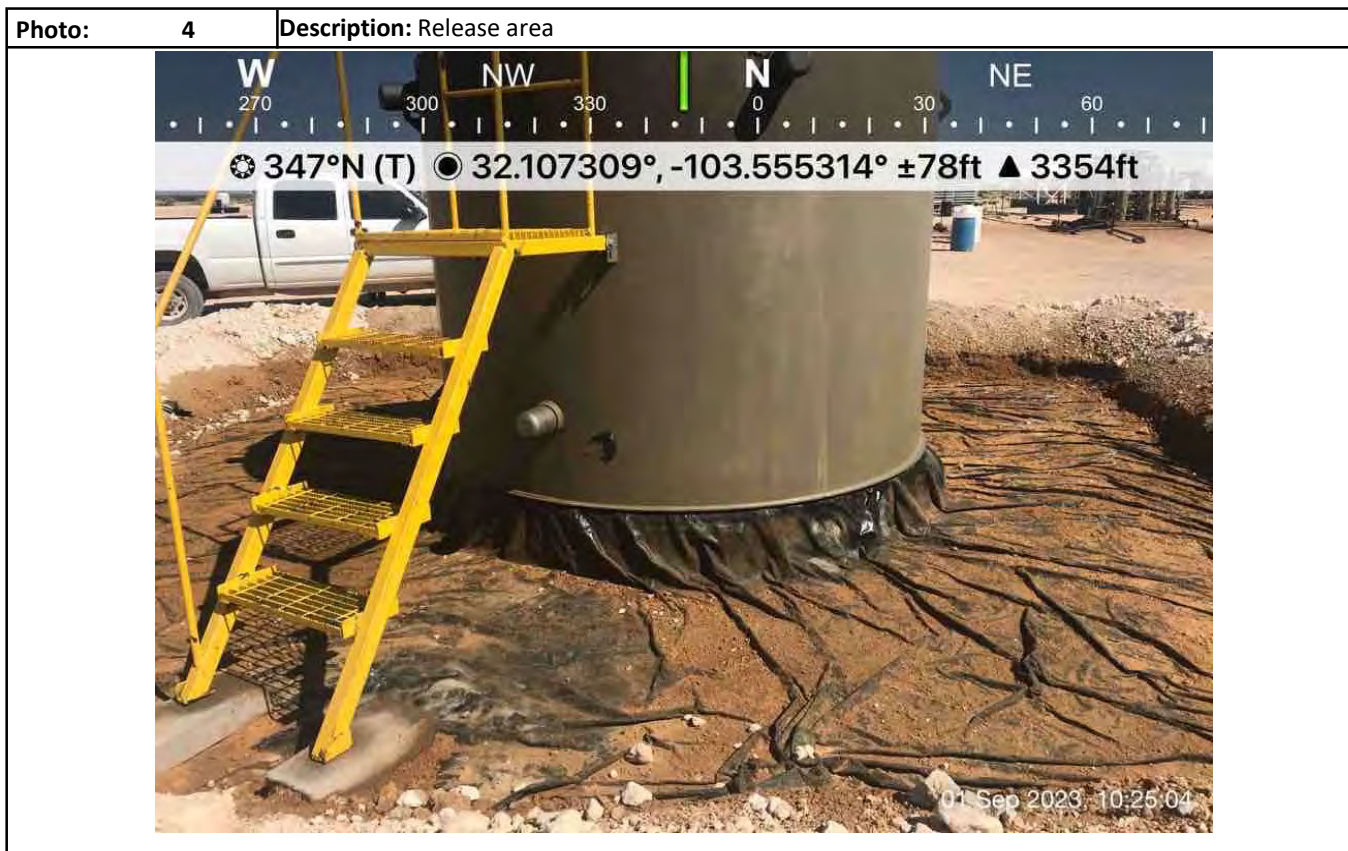 Photo: 4 Description: Release area
W NW N NE
270 300 330 0 30 60
347°N (T) 32.107309°, -103.555314° ±78ft ▲ 3354ft
01 Sep 2023, 10:25:04